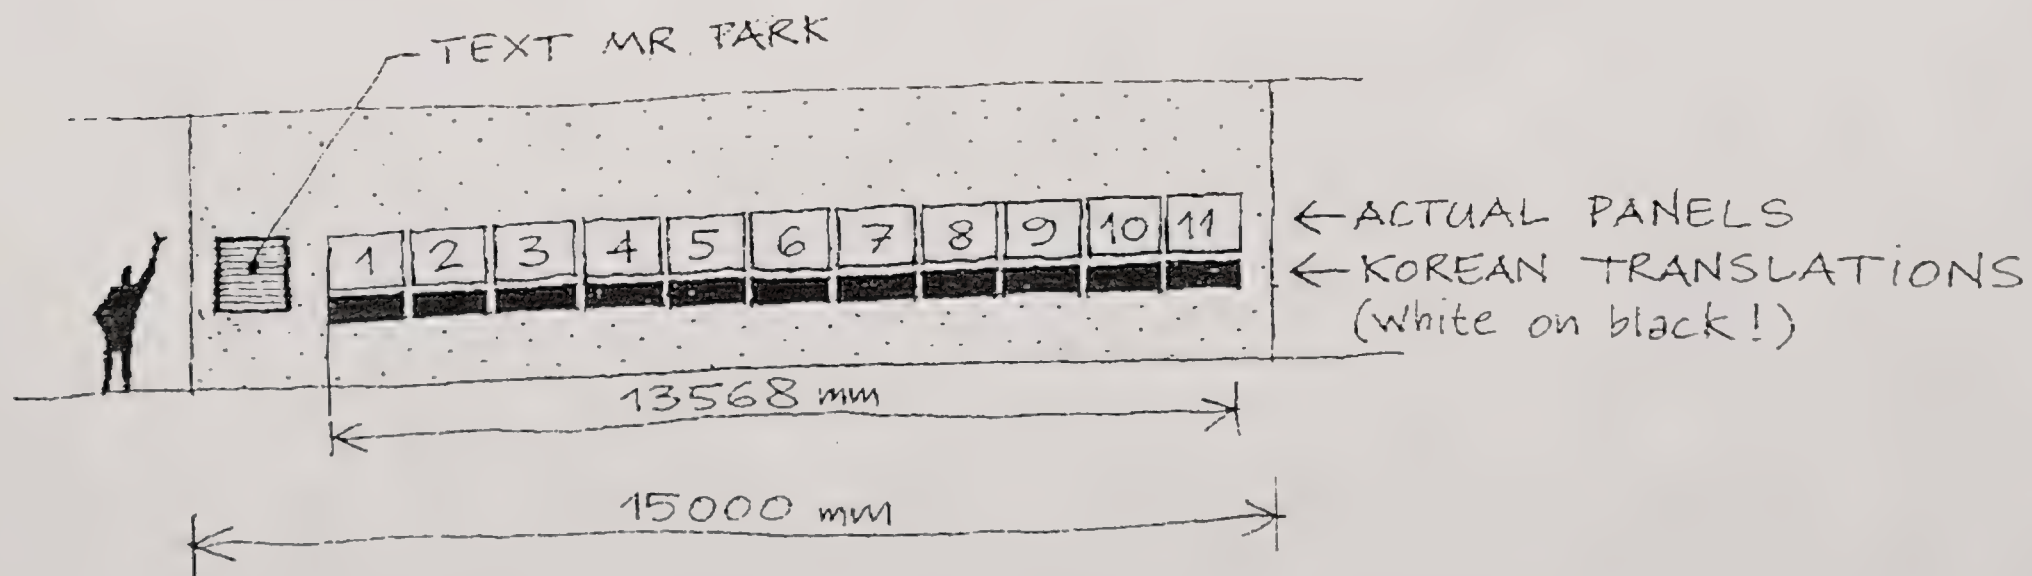 TEXT MR. PARK
1 2 3 4 5 6 7 8 9 10 11
← ACTUAL PANELS
← KOREAN TRANSLATIONS
(white on black!)
13568 mm
15000 mm